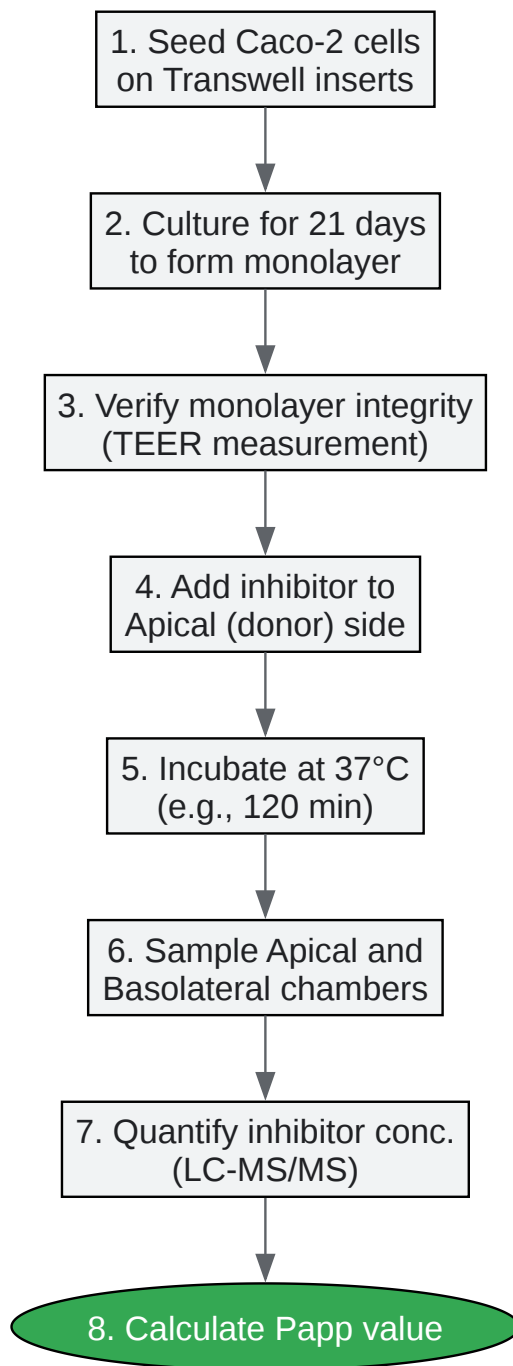 1. Seed Caco-2 cells
on Transwell inserts
2. Culture for 21 days
to form monolayer
3. Verify monolayer integrity
(TEER measurement)
4. Add inhibitor to
Apical (donor) side
5. Incubate at 37°C
(e.g., 120 min)
6. Sample Apical and
Basolateral chambers
7. Quantify inhibitor conc.
(LC-MS/MS)
8. Calculate Papp value